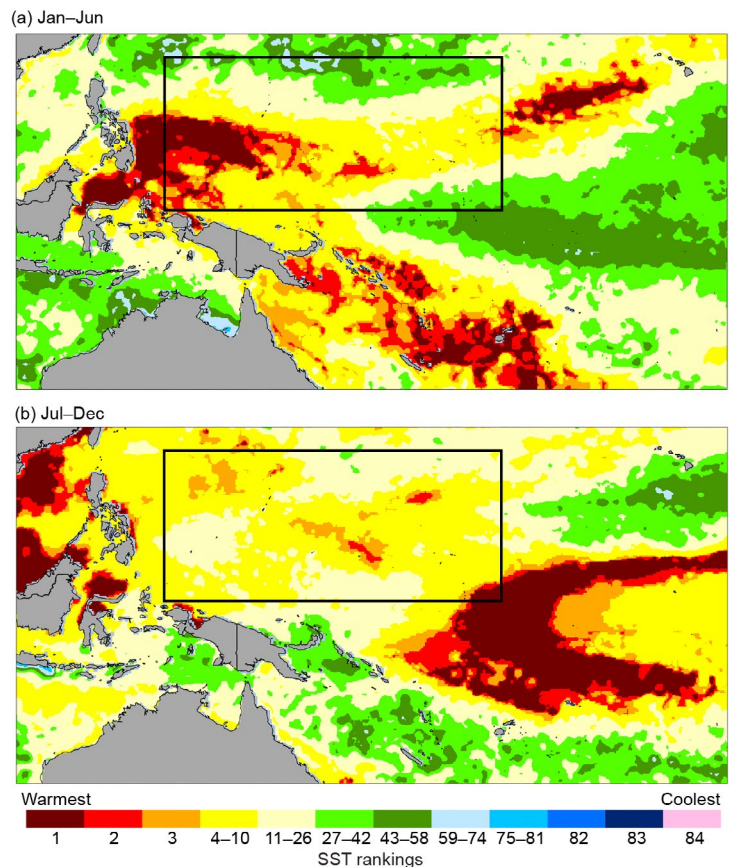 (a) Jan–Jun
(b) Jul–Dec
Warmest Coolest
1 2 3 4–10 11–26 27–42 43–58 59–74 75–81 82 83 84
SST rankings